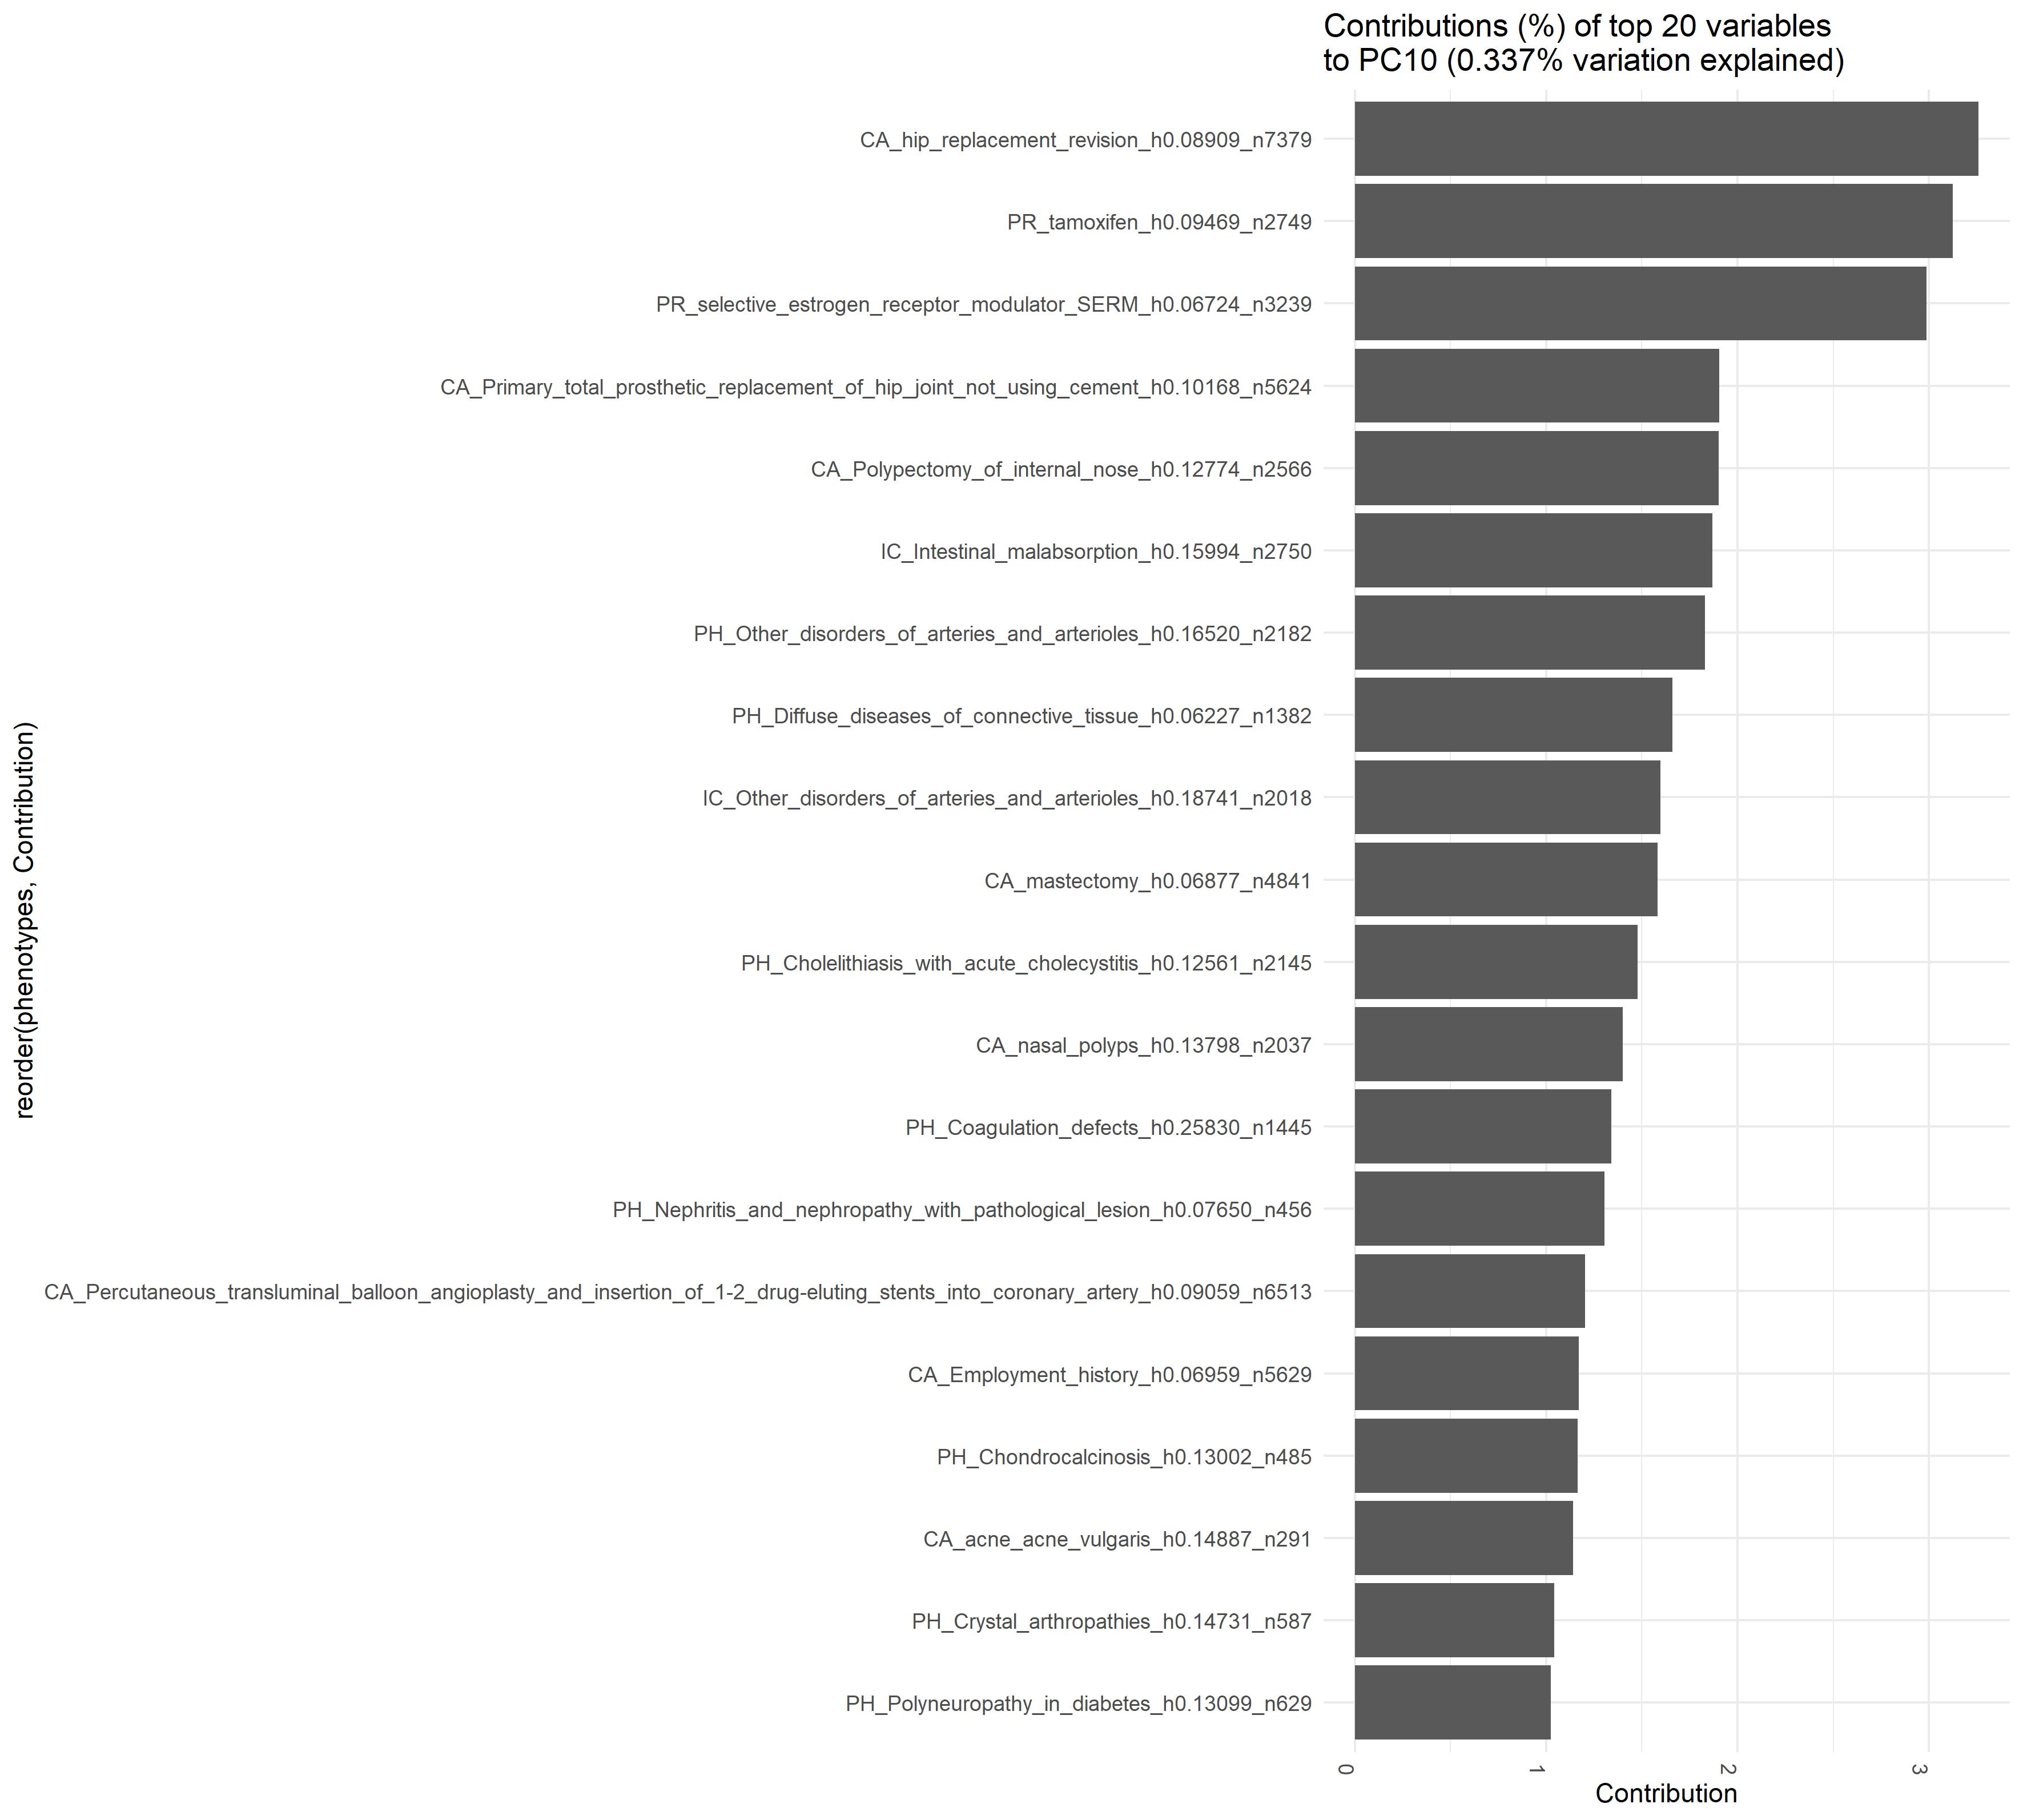 Contributions (%) of top 20 variables
to PC10 (0.337% variation explained)
CA_hip_replacement_revision_h0.08909_n7379
PR_tamoxifen_h0.09469_n2749
PR_selective_estrogen_receptor_modulator_SERM_h0.06724_n3239
CA_Primary_total_prosthetic_replacement_of_hip_joint_not_using_cement_h0.10168_n5624
CA_Polypectomy_of_internal_nose_h0.12774_n2566
IC_Intestinal_malabsorption_h0.15994_n2750
PH_Other_disorders_of_arteries_and_arterioles_h0.16520_n2182
PH_Diffuse_diseases_of_connective_tissue_h0.06227_n1382
IC_Other_disorders_of_arteries_and_arterioles_h0.18741_n2018
CA_mastectomy_h0.06877_n4841
PH_Cholelithiasis_with_acute_cholecystitis_h0.12561_n2145
CA_nasal_polyps_h0.13798_n2037
PH_Coagulation_defects_h0.25830_n1445
PH_Nephritis_and_nephropathy_with_pathological_lesion_h0.07650_n456
CA_Percutaneous_transluminal_balloon_angioplasty_and_insertion_of_1-2_drug-eluting_stents_into_coronary_artery_h0.09059_n6513
CA_Employment_history_h0.06959_n5629
PH_Chondrocalcinosis_h0.13002_n485
CA_acne_acne_vulgaris_h0.14887_n291
PH_Crystal_arthropathies_h0.14731_n587
PH_Polyneuropathy_in_diabetes_h0.13099_n629
reorder(phenotypes, Contribution)
0 1 2 3
Contribution